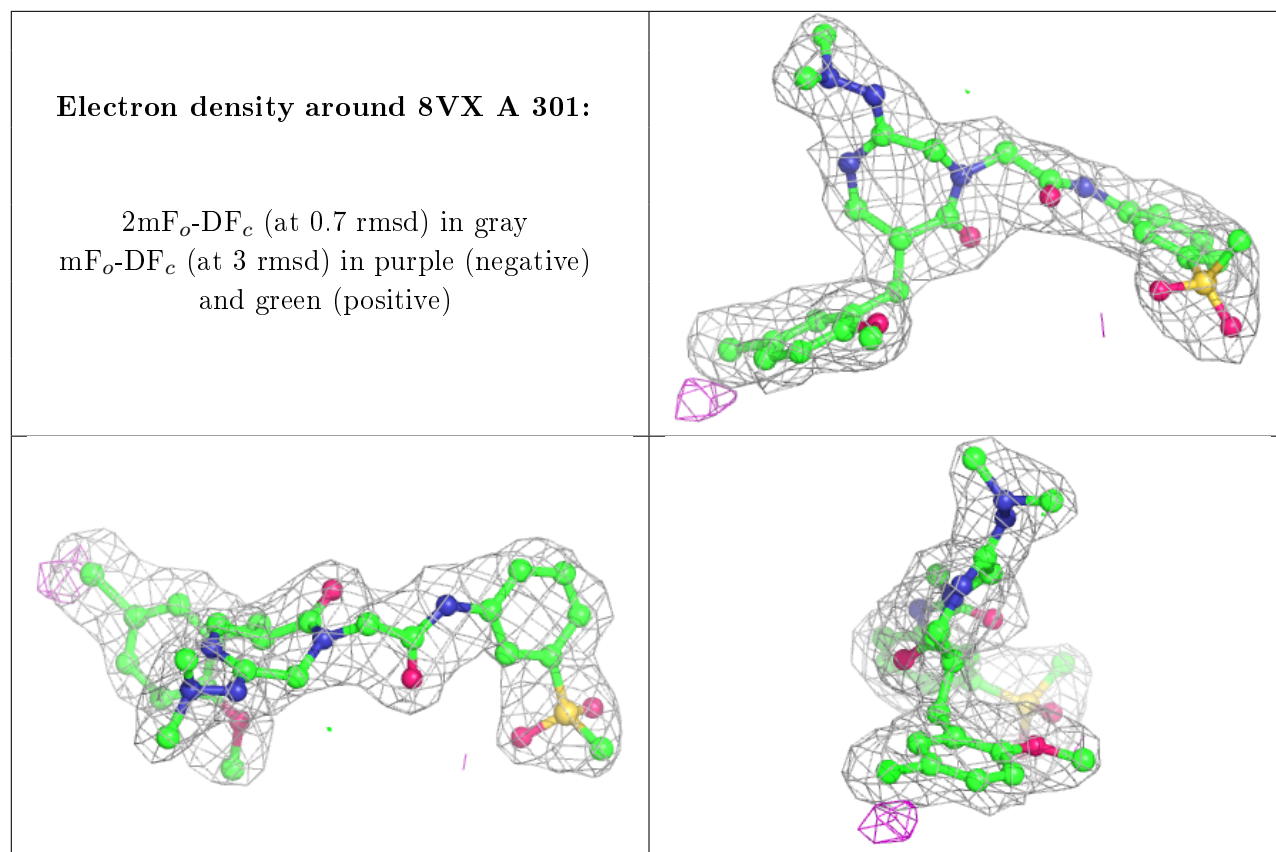 Electron density around 8VX A 301:
2mFo-DFc (at 0.7 rmsd) in gray
mFo-DFc (at 3 rmsd) in purple (negative)
and green (positive)